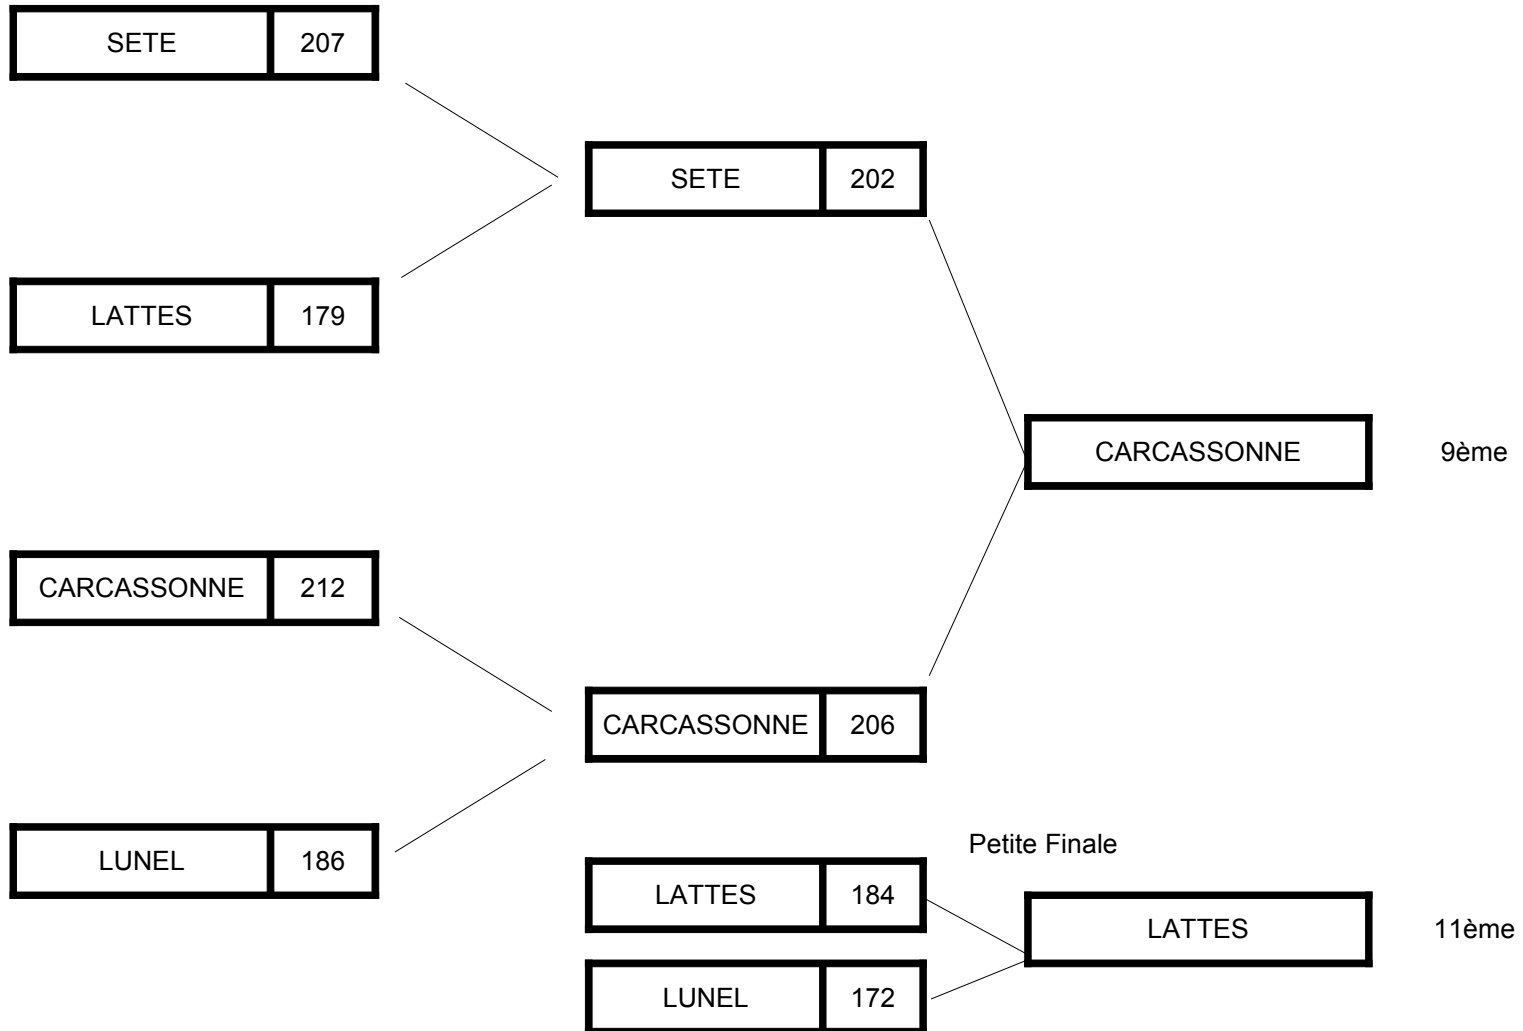 SETE 207
SETE 202
LATTES 179
CARCASSONNE 9ème
CARCASSONNE 212
CARCASSONNE 206
LUNEL 186
Petite Finale
LATTES 184
LATTES 11ème
LUNEL 172